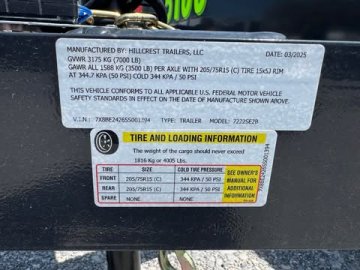 MANUFACTURED BY: HILLCREST TRAILERS, LLC 03/2025
GVWR 3175 KG (7000 LB)
GAWR ALL 1588 KG (3500 LB) PER AXLE WITH 205/75R15 (C) TIRE 15x5J RIM
AT 344.7 KPA (50 PSI) COLD 344 KPA / 50 PSI
THIS VEHICLE CONFORMS TO ALL APPLICABLE U.S. FEDERAL MOTOR VEHICLE
SAFETY STANDARDS IN EFFECT ON THE DATE OF MANUFACTURE SHOWN ABOVE.
V.I.N.: 7X8BE2426SS001194 TYPE: TRAILER MODEL: 7222SE2B
TIRE AND LOADING INFORMATION
The weight of the cargo should never exceed
1816 Kg or 4005 Lbs.
TIRE SIZE COLD TIRE PRESSURE
FRONT 205/75R15 (C) 344 KPA / 50 PSI
REAR 205/75R15 (C) 344 KPA / 50 PSI
SPARE NONE NONE
SEE OWNER'S
MANUAL FOR
ADDITIONAL
INFORMATION
7X8BE2426SS001194